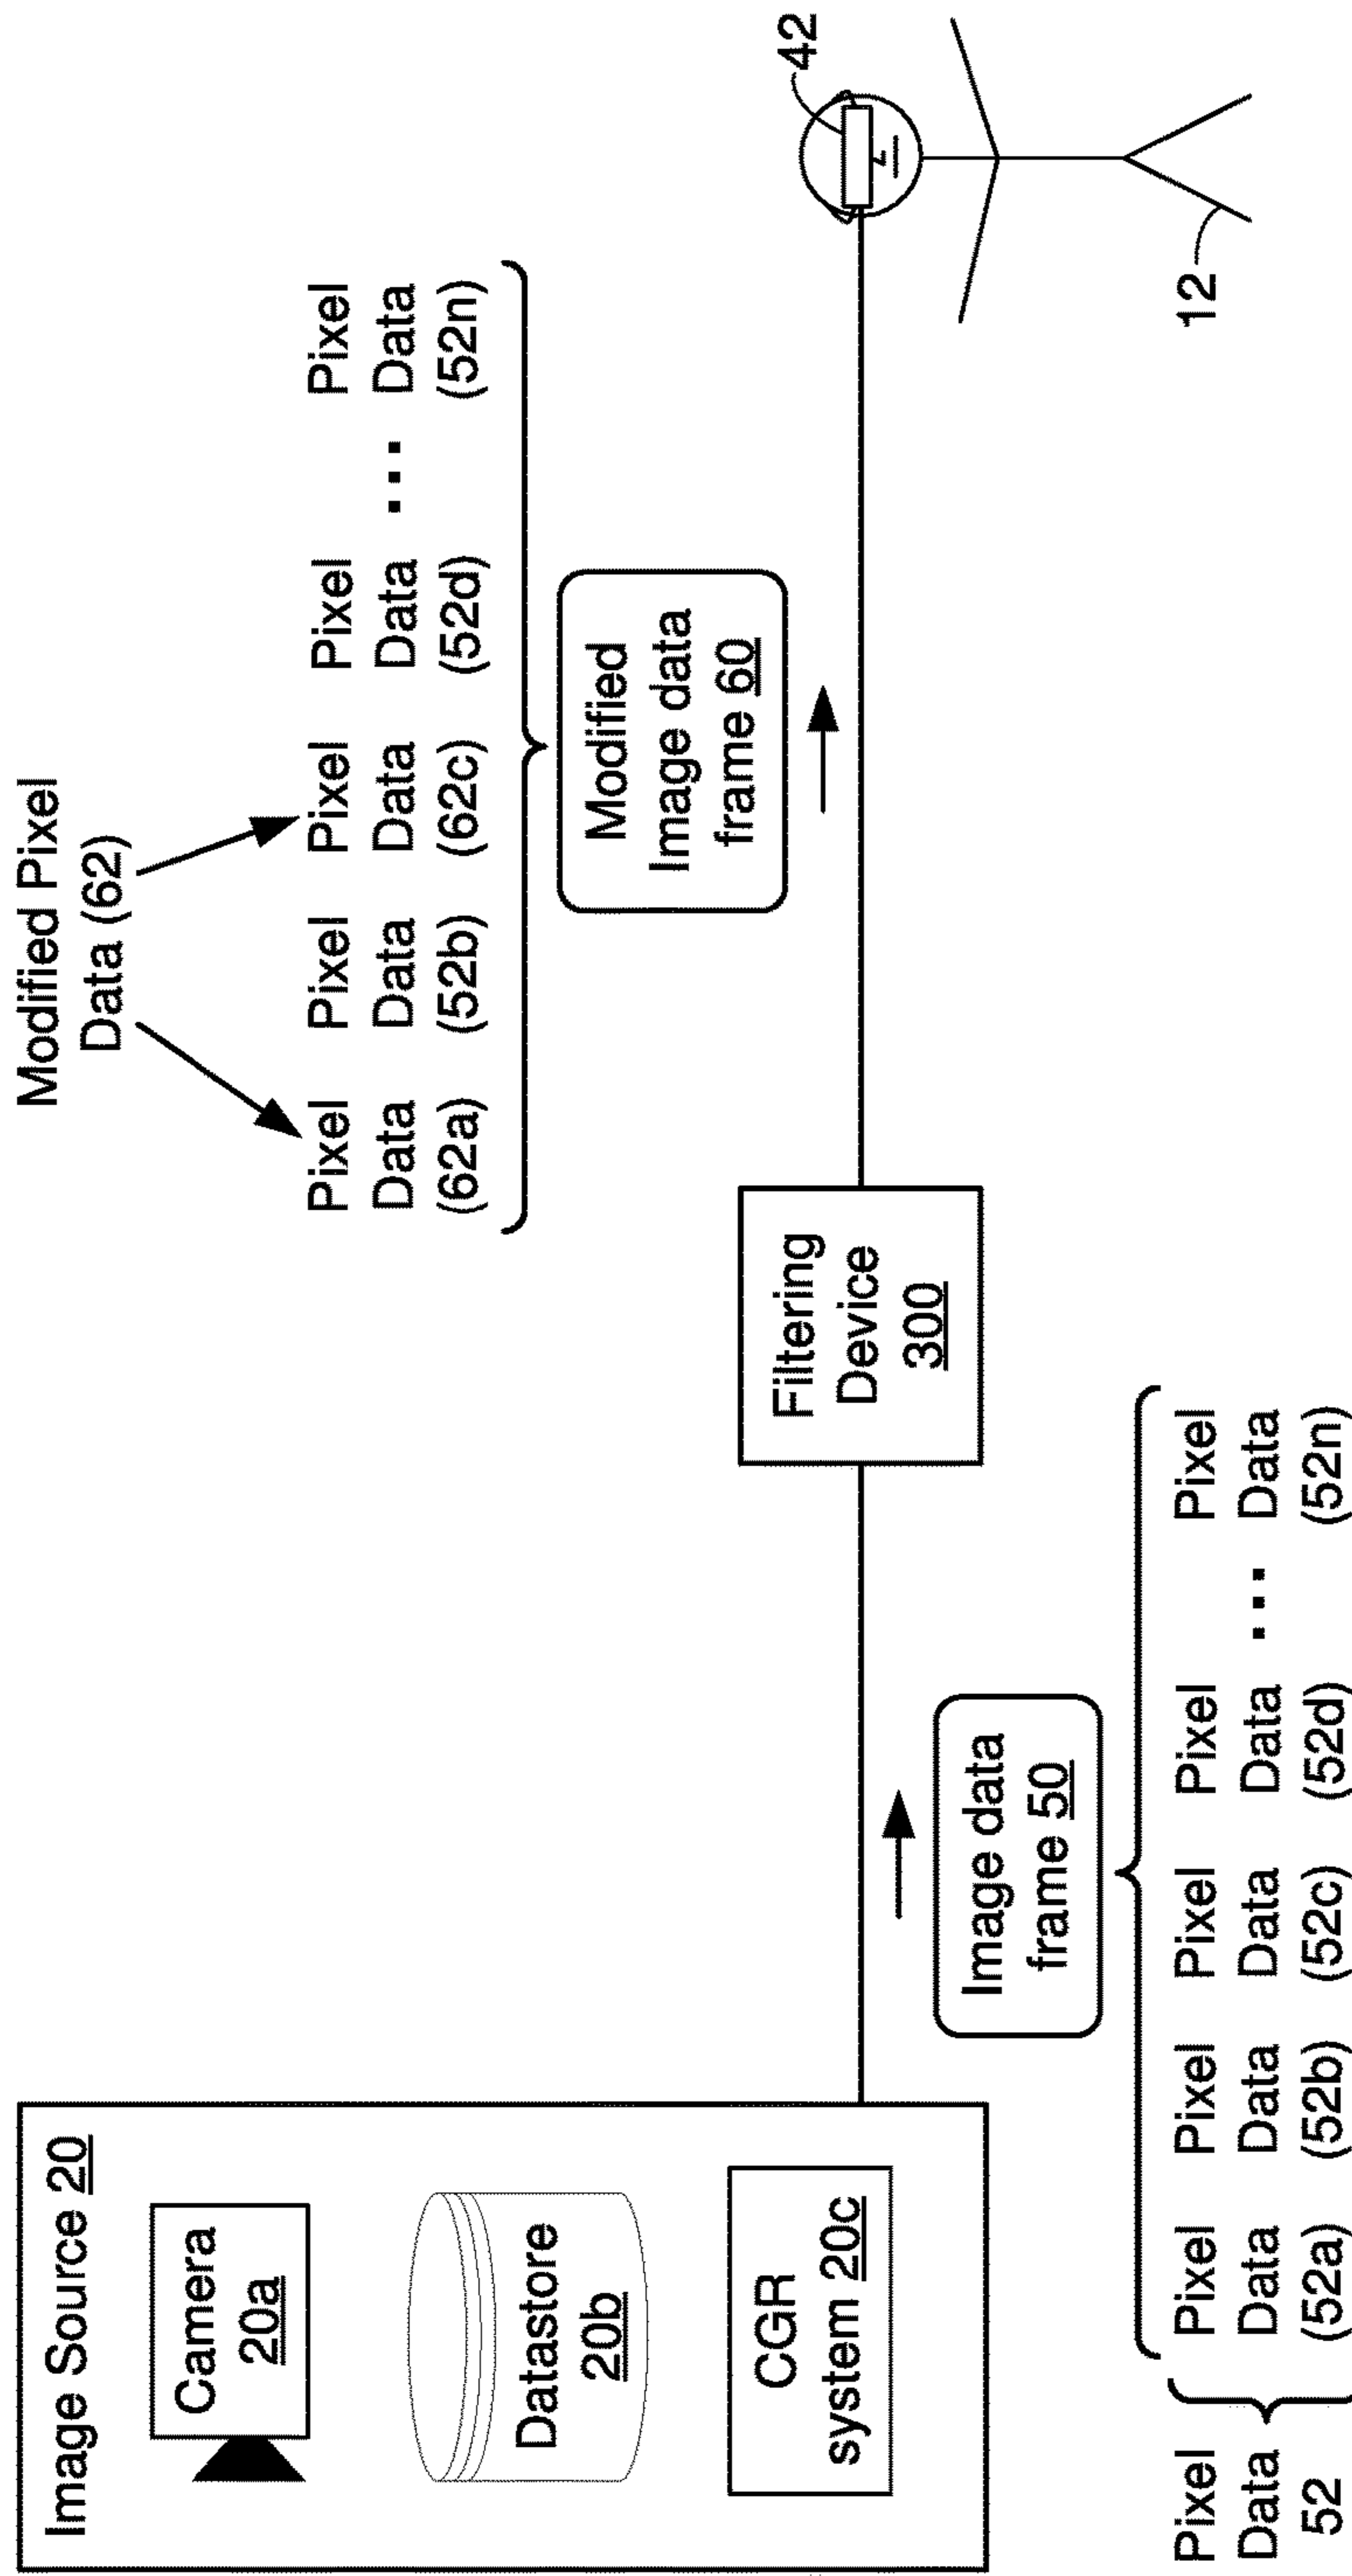 Image Source 20
Camera
20a
Datastore
20b
CGR
system 20c
Pixel
Data
52
Pixel
Data
(52a)
Pixel
Data
(52b)
Pixel
Data
(52c)
Pixel
Data
(52d)
...
Pixel
Data
(52n)
Image data
frame 50
Filtering
Device
300
Modified Pixel
Data (62)
Pixel
Data
(62a)
Pixel
Data
(52b)
Pixel
Data
(62c)
Pixel
Data
(52d)
...
Pixel
Data
(52n)
Modified
Image data
frame 60
42
12